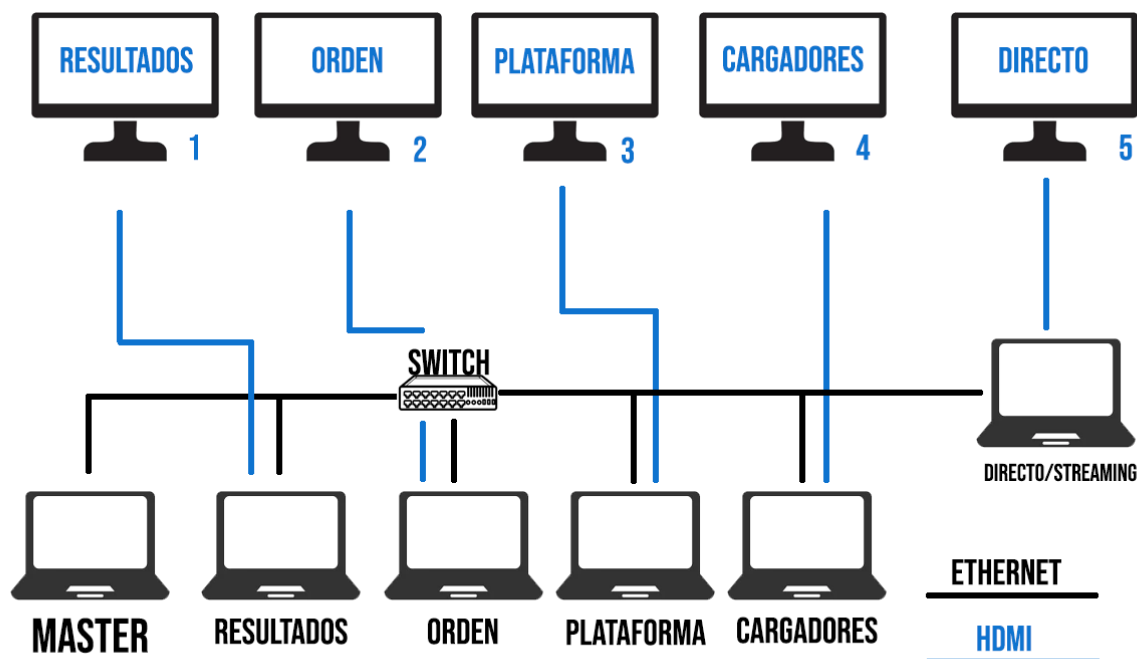 RESULTADOS
ORDEN
PLATAFORMA
CARGADORES
DIRECTO
1
2
3
4
5
SWITCH
DIRECTO/STREAMING
MASTER
RESULTADOS
ORDEN
PLATAFORMA
CARGADORES
ETHERNET
HDMI